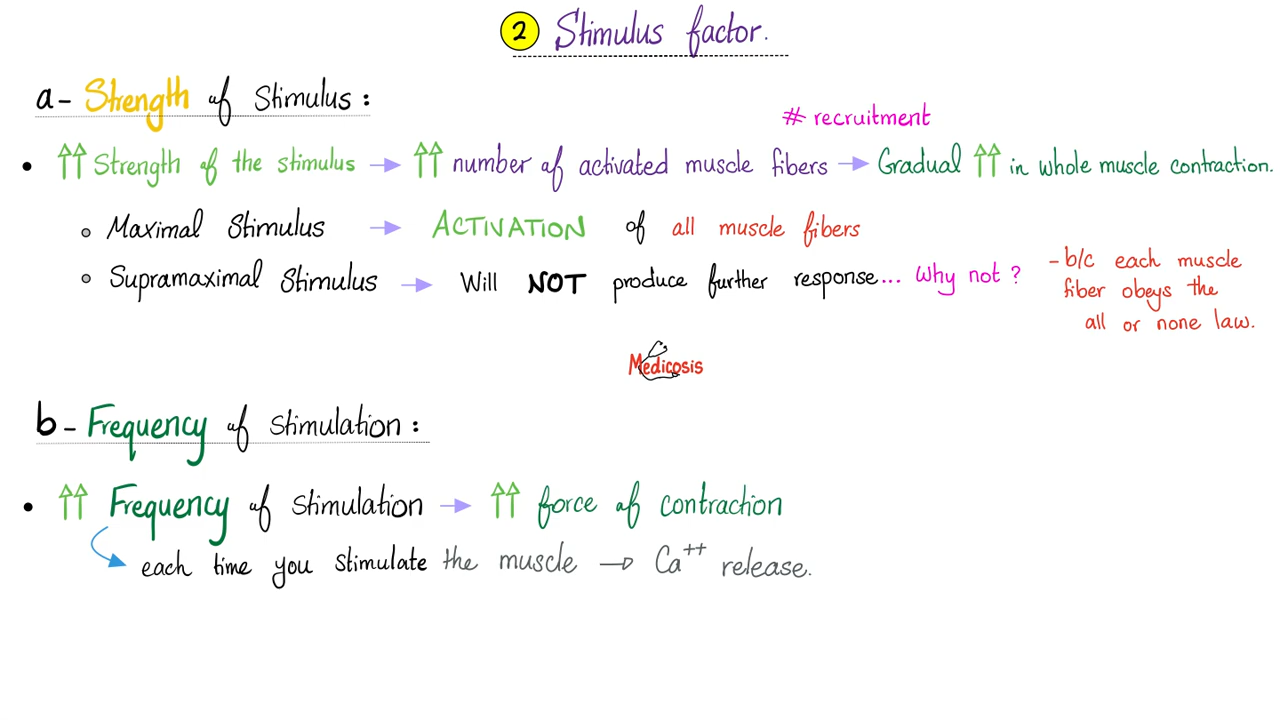 2 Stimulus factor.
a- Strength of Stimulus:
# recruitment
• ↑↑ Strength of the stimulus → ↑↑ number of activated muscle fibers → Gradual ↑↑ in whole muscle contraction.
Maximal Stimulus → ACTIVATION of all muscle fibers
Supramaximal Stimulus → Will NOT produce further response... Why not?
- b/c each muscle
fiber obeys the
all or none law.
Medicosis
b- Frequency of stimulation:
• ↑↑ Frequency of stimulation → ↑↑ force of contraction
each time you stimulate the muscle → Ca++ release.